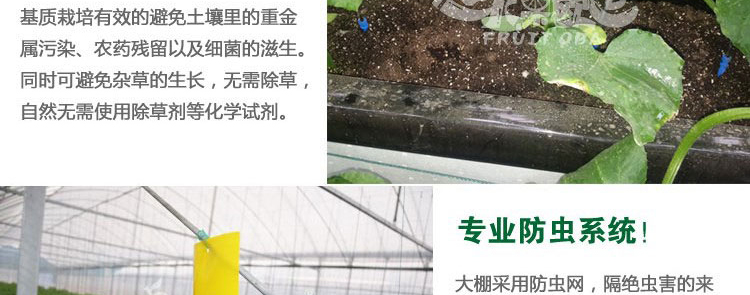 基质栽培有效的避免土壤里的重金
属污染、农药残留以及细菌的滋生。
同时可避免杂草的生长，无需除草，
自然无需使用除草剂等化学试剂。
专业防虫系统！
大棚采用防虫网，隔绝虫害的来